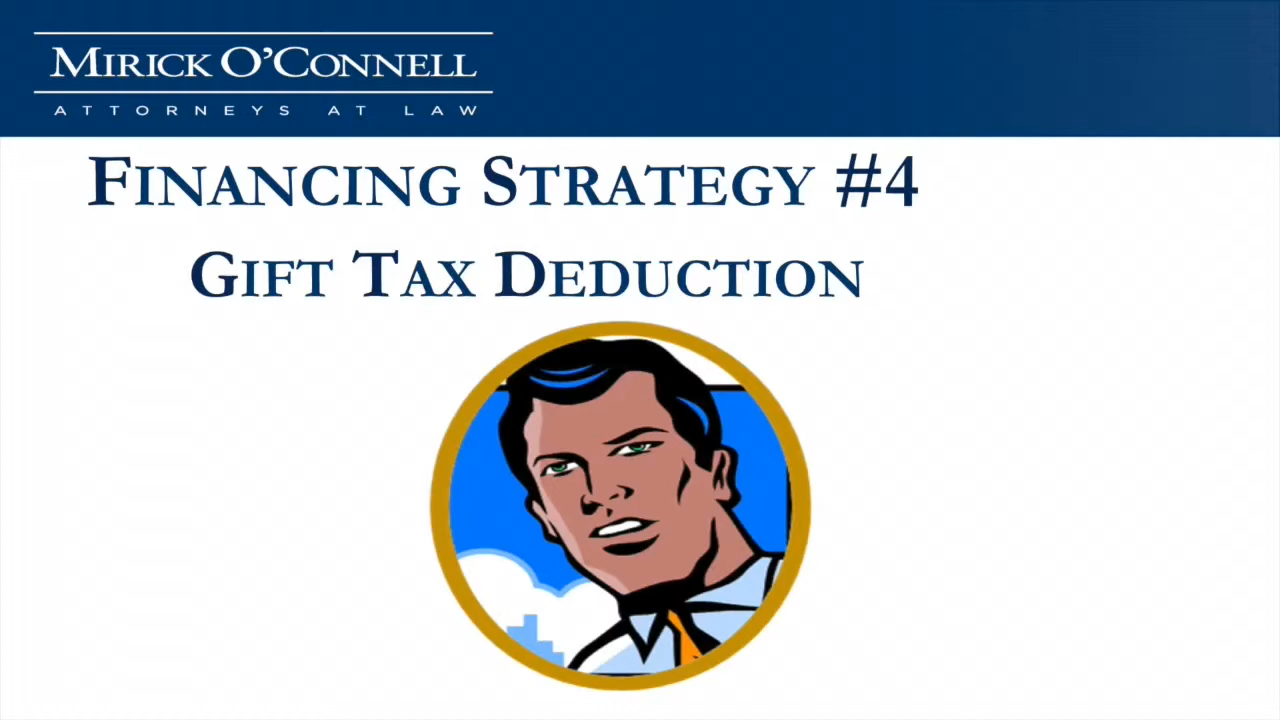 MIRICK O'CONNELL
ATTORNEYS AT LAW
FINANCING STRATEGY #4
GIFT TAX DEDUCTION